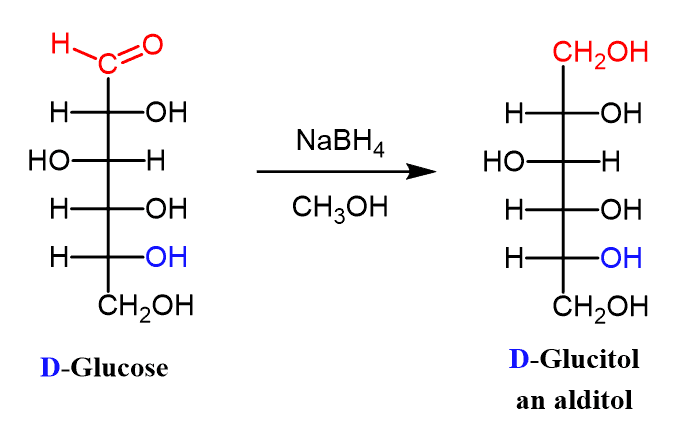 H
C
O
H
OH
HO
H
H
OH
H
OH
CH₂OH
D-Glucose
NaBH₄
CH₃OH
CH₂OH
H
OH
HO
H
H
OH
H
OH
CH₂OH
D-Glucitol
an alditol